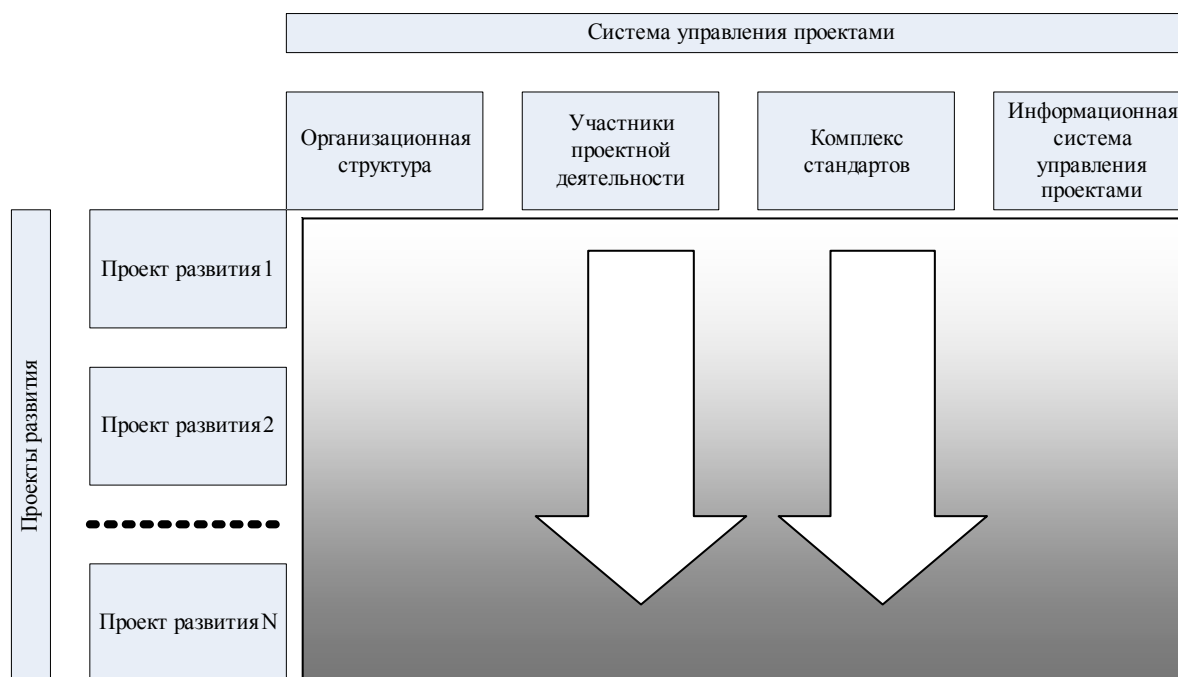 Система управления проектами
Организационная
структура
Участники
проектной
деятельности
Комплекс
стандартов
Информационная
система
управления
проектами
Проекты развития
Проект развития 1
Проект развития 2
Проект развития N